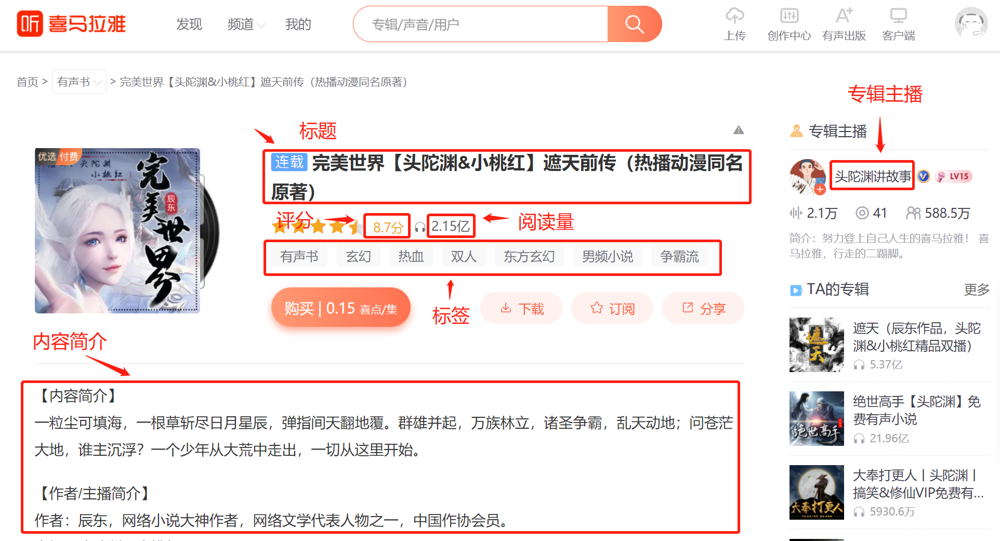 听 喜马拉雅
发现
频道
我的
专辑/声音/用户
上传
创作中心
有声出版
客户端
首页 > 有声书 > 完美世界【头陀渊&小桃红】遮天前传（热播动漫同名原著）
标题
连载 完美世界【头陀渊&小桃红】遮天前传（热播动漫同名
原著）
评分
8.7分
2.15亿
阅读量
有声书
玄幻
热血
双人
东方玄幻
男频小说
争霸流
标签
购买 | 0.15 喜点/集
下载
订阅
分享
优选 付费
头陀渊
小桃红
完美世界
辰东
内容简介
【内容简介】
一粒尘可填海，一根草斩尽日月星辰，弹指间天翻地覆。群雄并起，万族林立，诸圣争霸，乱天动地；问苍茫
大地，谁主沉浮？一个少年从大荒中走出，一切从这里开始。
【作者/主播简介】
作者：辰东，网络小说大神作者，网络文学代表人物之一，中国作协会员。
专辑主播
专辑主播
头陀渊讲故事
LV15
2.1万
41
588.5万
简介：努力登上自己人生的喜马拉雅！ 喜
马拉雅，行走的二踢脚。
TA的专辑
更多
遮天
遮天（辰东作品，头陀
渊&小桃红精品双播）
5.37亿
绝世高手
绝世高手【头陀渊】免
费有声小说
21.96亿
大奉打更人
大奉打更人丨头陀渊丨
搞笑&修仙VIP免费有...
5930.6万